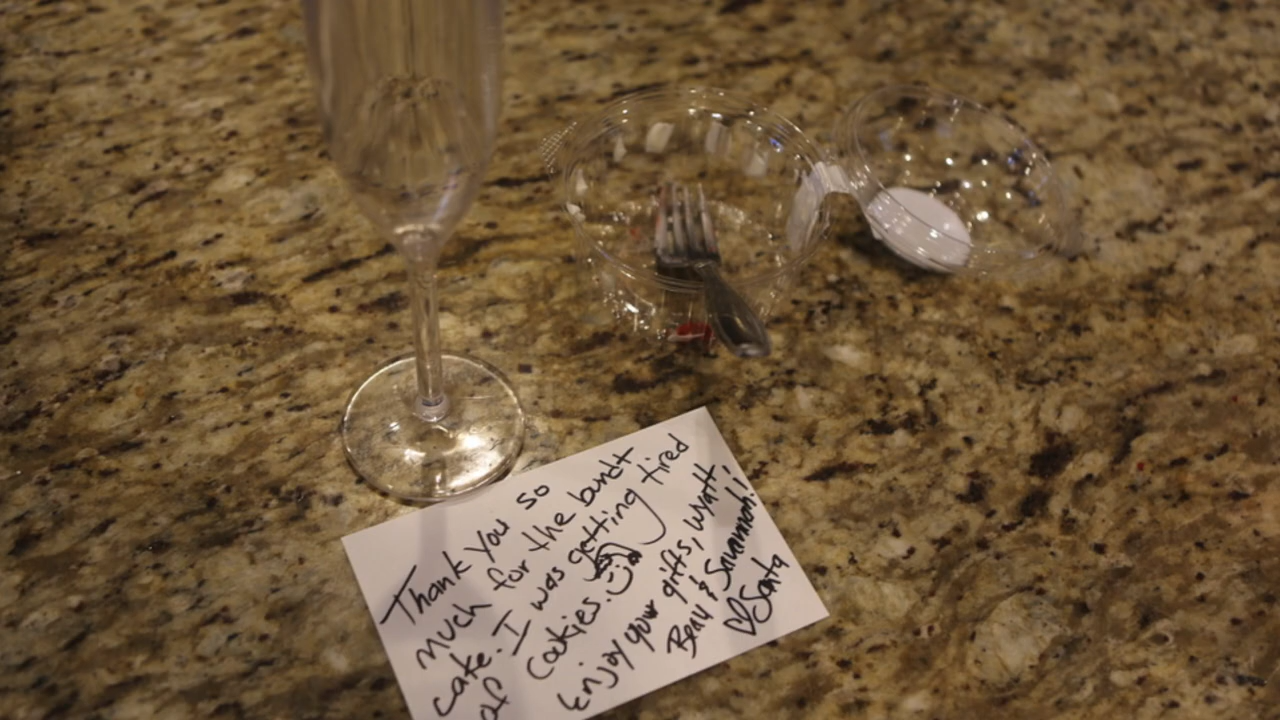 Thank you so
much for the bundt
cake. I was getting tired
of cookies.
Enjoy your gifts, Wyatt,
Beau & Savannah!
♡Santa